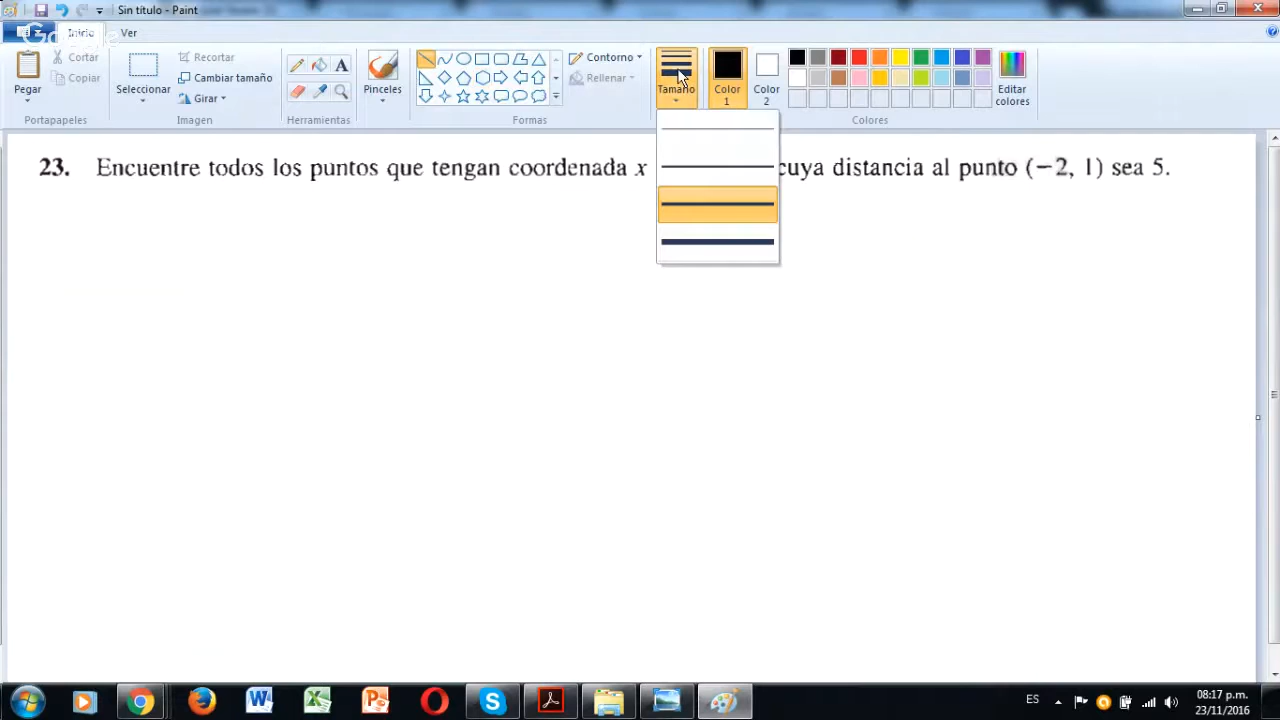 Sin título - Paint
Google
Inicio
Ver
Pegar
Cortar
Copiar
Portapapeles
Seleccionar
Recortar
Cambiar tamaño
Girar
Imagen
Herramientas
Pinceles
Formas
Contorno
Rellenar
Tamaño
Color 1
Color 2
Colores
Editar colores
23. Encuentre todos los puntos que tengan coordenada x cuya distancia al punto (−2, 1) sea 5.
ES
08:17 p.m.
23/11/2016